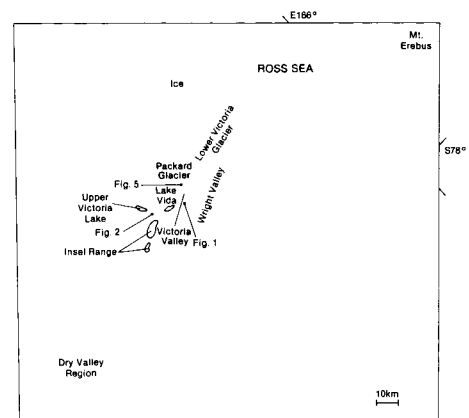 E166°
Mt.
Erebus
ROSS SEA
Ice
Lower Victoria
Glacier
S78°
Packard
Glacier
Fig. 5
Lake
Vida
Wright Valley
Upper
Victoria
Lake
Fig. 2
Victoria
Valley
Fig. 1
Insel Range
Dry Valley
Region
10km